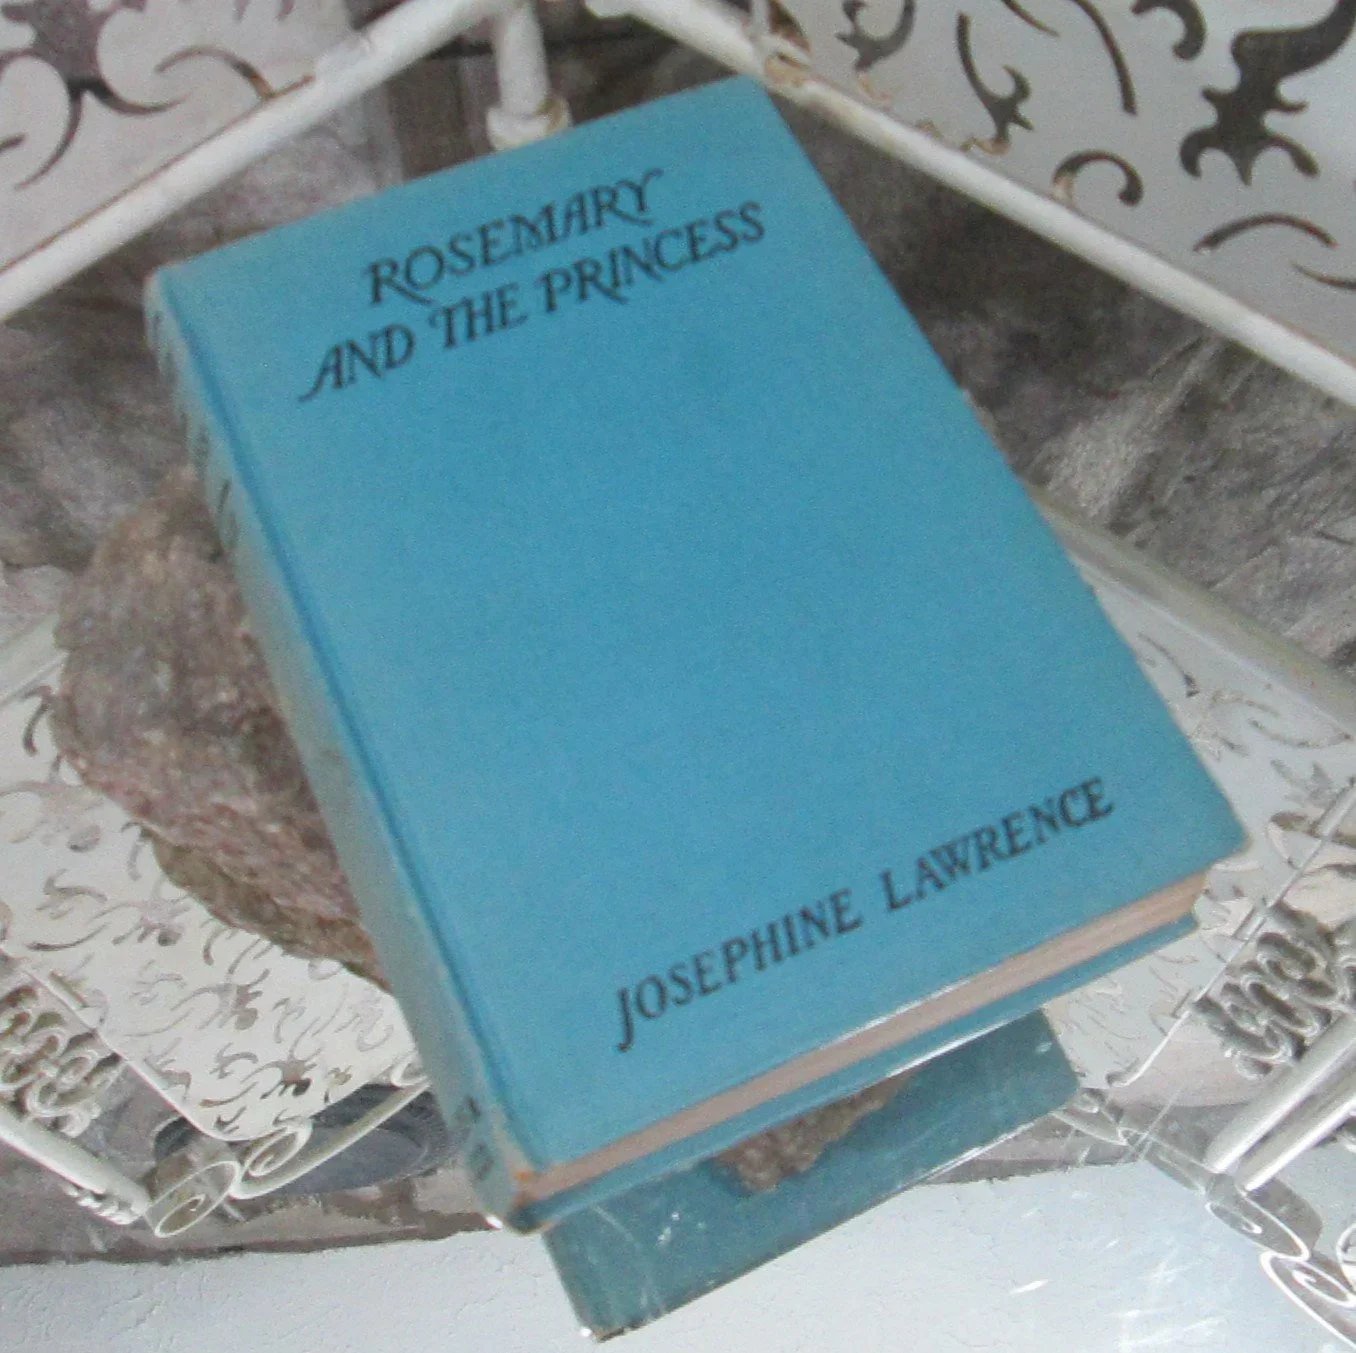 ROSEMARY
AND THE PRINCESS
JOSEPHINE LAWRENCE